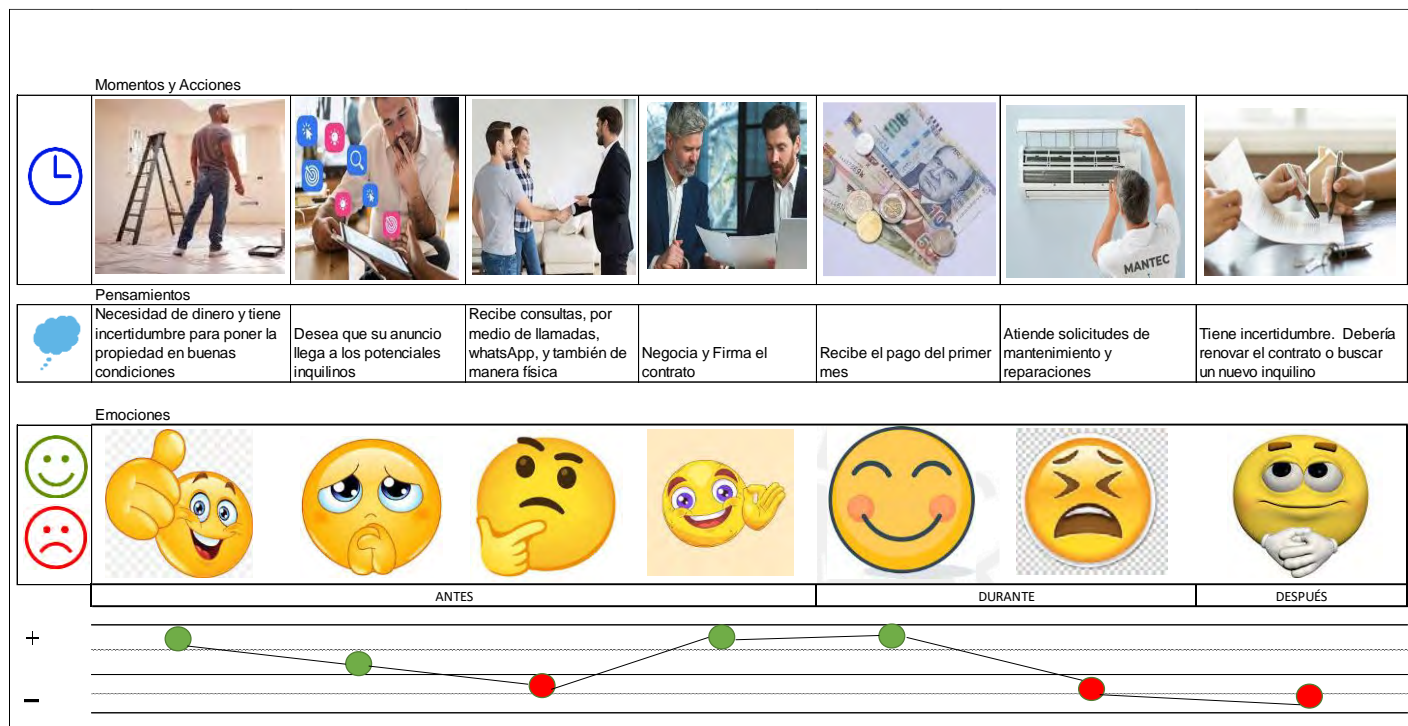 Momentos y Acciones
MANTEC
Pensamientos
Necesidad de dinero y tiene
incertidumbre para poner la
propiedad en buenas
condiciones
Desea que su anuncio
llega a los potenciales
inquilinos
Recibe consultas, por
medio de llamadas,
whatsApp, y también de
manera física
Negocia y Firma el
contrato
Recibe el pago del primer
mes
Atiende solicitudes de
mantenimiento y
reparaciones
Tiene incertidumbre. Debería
renovar el contrato o buscar
un nuevo inquilino
Emociones
ANTES
DURANTE
DESPUÉS
+
−